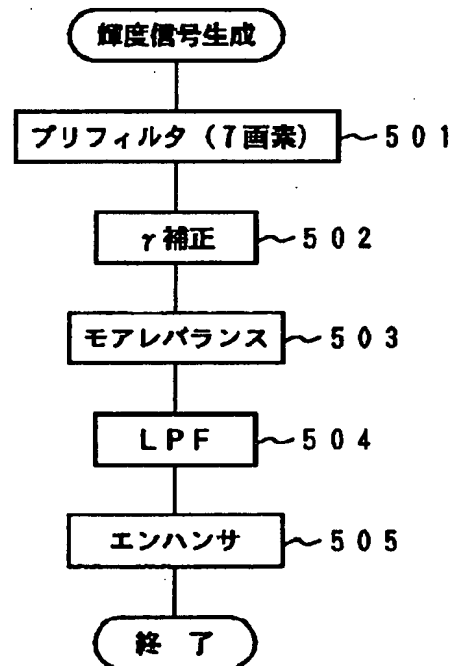 輝度信号生成
プリフィルタ（7画素） 501
γ補正 502
モアレバランス 503
LPF 504
エンハンサ 505
終了